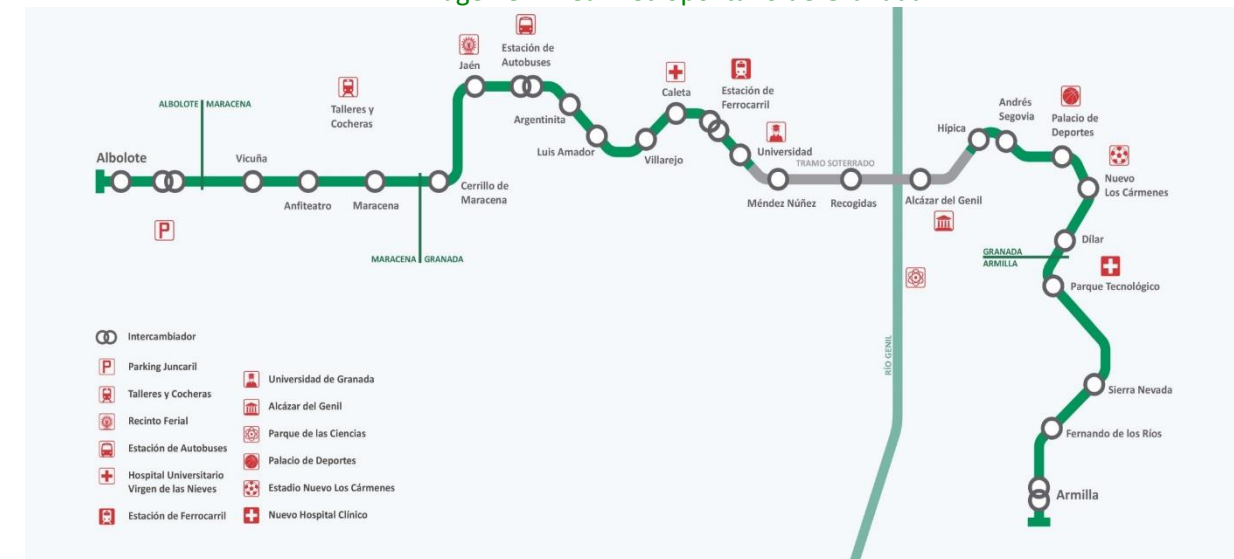 ALBOLOTE
MARACENA
Albolote
P
Vicuña
Anfiteatro
Maracena
Talleres y
Cocheras
MARACENA
GRANADA
Cerrillo de
Maracena
Jaén
Estación de
Autobuses
Argentinita
Luis Amador
Villarejo
Caleta
Estación de
Ferrocarril
Universidad
TRAMO SOTERRADO
Méndez Núñez
Recogidas
Alcázar del Genil
RÍO GENIL
Hípica
Andrés
Segovia
Palacio de
Deportes
Nuevo
Los Cármenes
Dílar
GRANADA
ARMILLA
Parque Tecnológico
Sierra Nevada
Fernando de los Ríos
Armilla
Intercambiador
P
Parking Juncaril
Talleres y Cocheras
Recinto Ferial
Estación de Autobuses
Hospital Universitario
Virgen de las Nieves
Estación de Ferrocarril
Universidad de Granada
Alcázar del Genil
Parque de las Ciencias
Palacio de Deportes
Estadio Nuevo Los Cármenes
Nuevo Hospital Clínico